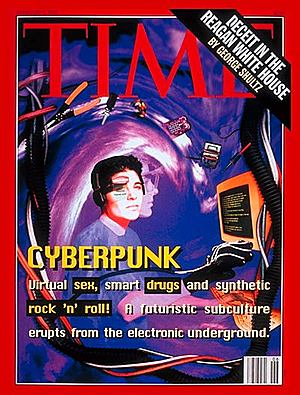 DECEIT IN THE
REAGAN WHITE HOUSE
BY GEORGE SHULTZ
TIME
CYBERPUNK
Virtual sex, smart drugs and synthetic
rock 'n' roll! A futuristic subculture
erupts from the electronic underground.